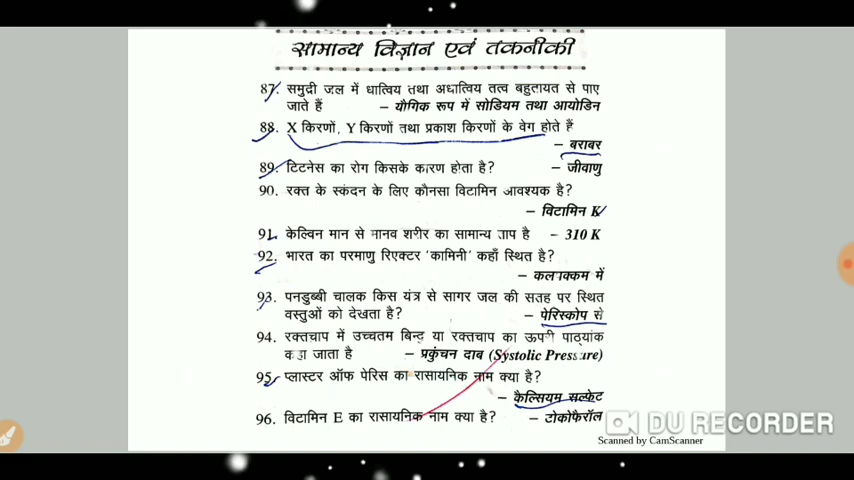 सामान्य विज्ञान एवं तकनीकी
87. समुद्री जल में धात्विय तथा अधात्विय तत्व बहुतायत से पाए
जाते हैं – यौगिक रूप में सोडियम तथा आयोडिन
88. X किरणों, Y किरणों तथा प्रकाश किरणों के वेग होते हैं
– बराबर
89. टिटनेस का रोग किसके कारण होता है? – जीवाणु
90. रक्त के स्कंदन के लिए कौनसा विटामिन आवश्यक है?
– विटामिन K
91. केल्विन मान से मानव शरीर का सामान्य ताप है – 310 K
92. भारत का परमाणु रिएक्टर 'कामिनी' कहाँ स्थित है?
– कलपाक्कम में
93. पनडुब्बी चालक किस यंत्र से सागर जल की सतह पर स्थित
वस्तुओं को देखता है? – पेरिस्कोप से
94. रक्तचाप में उच्चतम बिन्दु या रक्तचाप का ऊपरी पाठ्यांक
कहा जाता है – प्रकुंचन दाब (Systolic Pressure)
95. प्लास्टर ऑफ पेरिस का रासायनिक नाम क्या है?
– कैल्सियम सल्फेट
96. विटामिन E का रासायनिक नाम क्या है? – टोकोफैरॉल
DU RECORDER
Scanned by CamScanner